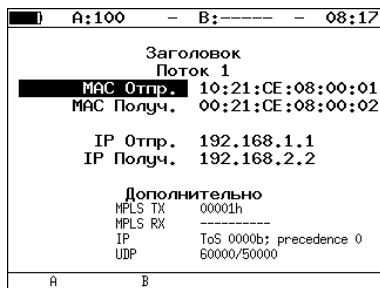 A:100 – B:----- – 08:17
Заголовок
Поток 1
MAC Отпр. 10:21:CE:08:00:01
MAC Получ. 00:21:CE:08:00:02
IP Отпр. 192.168.1.1
IP Получ. 192.168.2.2
Дополнительно
MPLS TX 00001h
MPLS RX ----------
IP ToS 0000b; precedence 0
UDP 60000/50000
A B